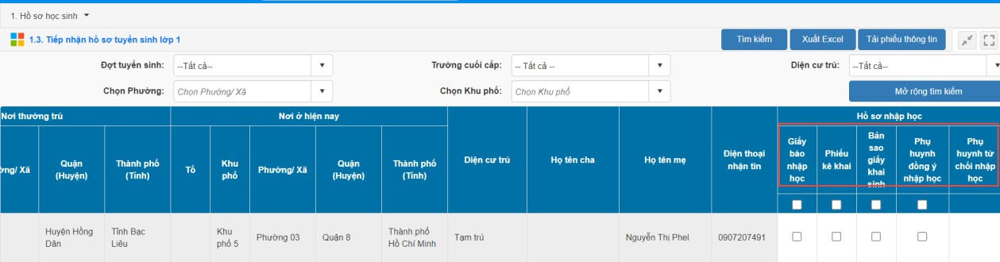 1. Hồ sơ học sinh
1.3. Tiếp nhận hồ sơ tuyển sinh lớp 1
Tìm kiếm
Xuất Excel
Tải phiếu thông tin
Đợt tuyển sinh:
--Tất cả--
Trường cuối cấp:
-- Tất cả --
Diện cư trú:
--Tất cả--
Chọn Phường:
Chọn Phường/ Xã
Chọn Khu phố:
Chọn Khu phố
Mở rộng tìm kiếm
Nơi thường trú
Nơi ở hiện nay
Diện cư trú
Họ tên cha
Họ tên mẹ
Điện thoại
nhận tin
Hồ sơ nhập học
Xã
Quận
(Huyện)
Thành phố
(Tỉnh)
Tổ
Khu
phố
Phường/ Xã
Quận
(Huyện)
Thành phố
(Tỉnh)
Giấy
báo
nhập
học
Phiếu
kê khai
Bản
sao
giấy
khai
sinh
Phụ
huynh
đồng ý
nhập học
Phụ
huynh từ
chối nhập
học
Huyện Hồng
Dân
Tỉnh Bạc
Liêu
Khu
phố 5
Phường 03
Quận 8
Thành phố
Hồ Chí Minh
Tạm trú
Nguyễn Thị Phel
0907207491